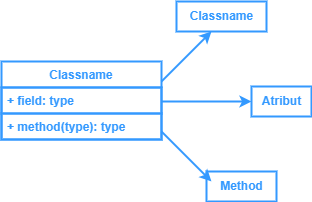 Classname
Classname
+ field: type
Atribut
+ method(type): type
Method